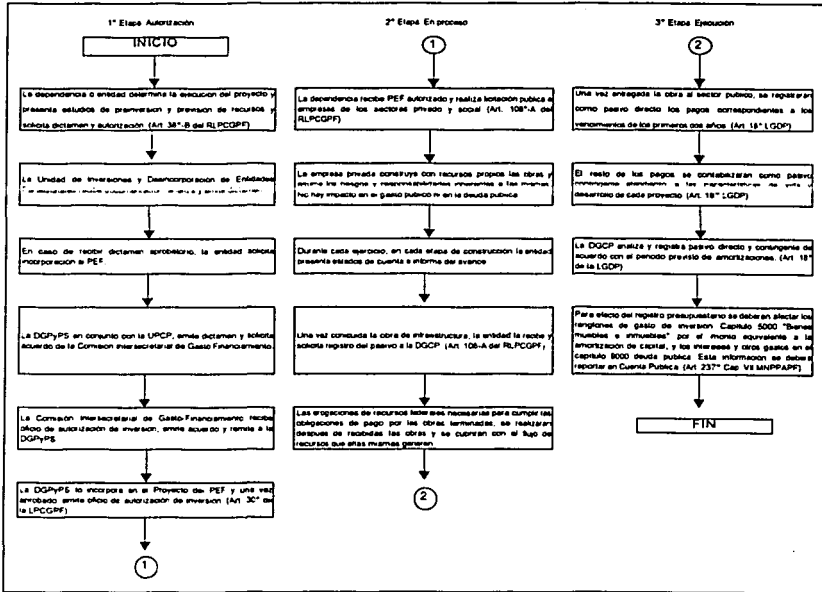 1ª Etapa Autorización
INICIO
La dependencia o entidad determina la ejecución del proyecto y
presenta estudios de preinversión y previsión de recursos y
solicita dictamen y autorización (Art. 38°-B del RLPCGPF)
La Unidad de Inversiones y Desincorporación de Entidades
En caso de recibir dictamen aprobatorio, la entidad solicita
incorporación al PEF.
La DGPyPS en conjunto con la UPCP, emite dictamen y solicita
acuerdo de la Comisión Intersecretarial de Gasto Financiamiento.
La Comisión Intersecretarial de Gasto-Financiamiento recibe
oficio de autorización de inversión, emite acuerdo y remite a la
DGPyPS
La DGPyPS lo incorpora en el Proyecto del PEF y una vez
aprobado emite oficio de autorización de inversión (Art. 30° de
la LPCGPF)
1
2ª Etapa En proceso
1
La dependencia recibe PEF autorizado y realiza licitación pública a
empresas de los sectores privado y social (Art. 108°-A del
RLPCGPF)
La empresa privada construye con recursos propios las obras y
asume los riesgos y responsabilidades inherentes a las mismas.
No hay impacto en el gasto público ni en la deuda pública
Durante cada ejercicio, en cada etapa de construcción la entidad
presenta estados de cuenta e informe del avance
Una vez concluida la obra de infraestructura, la entidad la recibe y
solicita registro del pasivo a la DGCP (Art. 108-A del RLPCGPF)
Las erogaciones de recursos federales necesarias para cumplir las
obligaciones de pago por las obras terminadas, se realizarán
después de recibidas las obras y se cubrirán con el flujo de
recursos que ellas mismas generen
2
3ª Etapa Ejecución
2
Una vez entregada la obra al sector público, se registrarán
como pasivo directo los pagos correspondientes a los
vencimientos de los primeros dos años (Art. 18° LGDP)
El resto de los pagos se contabilizarán como pasivo
contingente atendiendo a las características de vida y
desarrollo de cada proyecto (Art. 18° LGDP)
La DGCP analiza y registra pasivo directo y contingente de
acuerdo con el periodo previsto de amortizaciones. (Art. 18°
de la LGDP)
Para efecto del registro presupuestario se deberán afectar los
renglones de gasto de inversión Capítulo 5000 "Bienes
muebles e inmuebles" por el monto equivalente a la
amortización de capital, y los intereses y otros gastos en el
capítulo 9000 deuda pública. Esta información se deberá
reportar en Cuenta Pública (Art. 237° Cap. VII MNPPAPF)
FIN